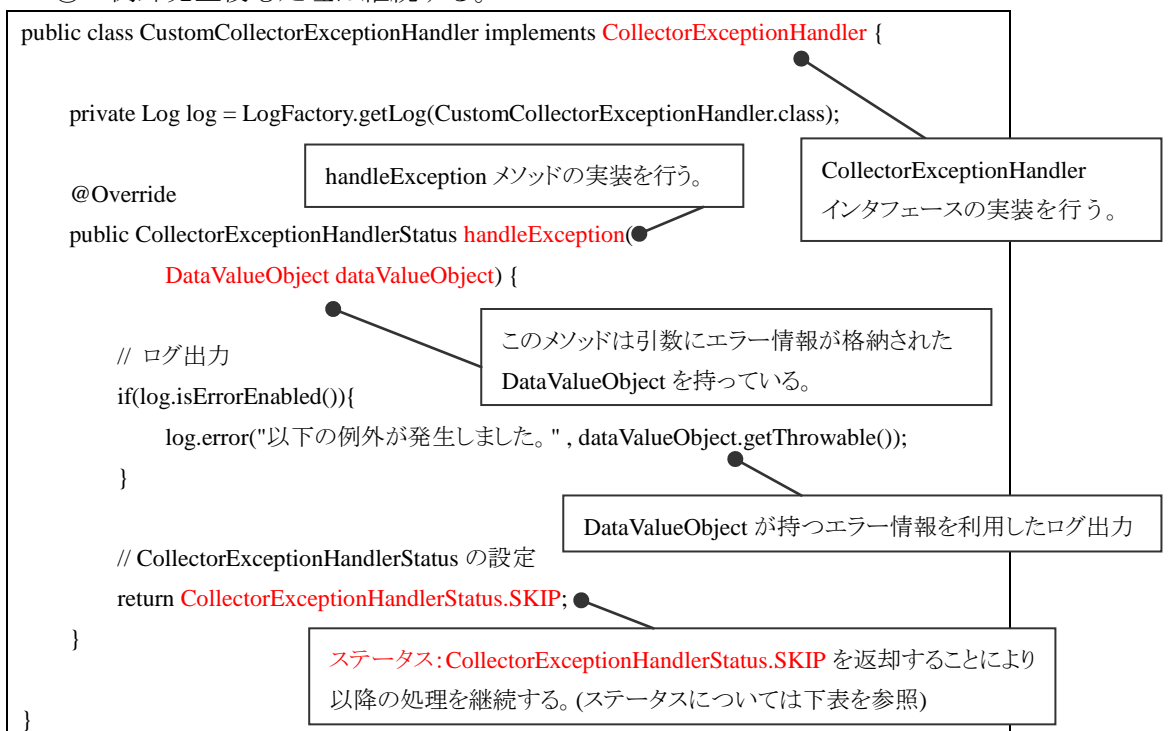 public class CustomCollectorExceptionHandler implements CollectorExceptionHandler {
private Log log = LogFactory.getLog(CustomCollectorExceptionHandler.class);
CollectorExceptionHandler
インタフェースの実装を行う。
handleException メソッドの実装を行う。
@Override
public CollectorExceptionHandlerStatus handleException(
DataValueObject dataValueObject) {
このメソッドは引数にエラー情報が格納された
DataValueObject を持っている。
// ログ出力
if(log.isErrorEnabled()){
log.error("以下の例外が発生しました。" , dataValueObject.getThrowable());
}
DataValueObject が持つエラー情報を利用したログ出力
// CollectorExceptionHandlerStatus の設定
return CollectorExceptionHandlerStatus.SKIP;
}
ステータス：CollectorExceptionHandlerStatus.SKIP を返却することにより
以降の処理を継続する。(ステータスについては下表を参照)
}